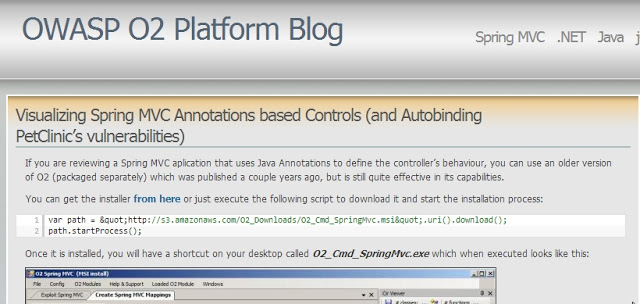 OWASP O2 Platform Blog
Spring MVC .NET Java
Visualizing Spring MVC Annotations based Controls (and Autobinding
PetClinic's vulnerabilities)
If you are reviewing a Spring MVC aplication that uses Java Annotations to define the controller's behaviour, you can use an older version
of O2 (packaged separately) which was published a couple years ago, but is still quite effective in its capabilities.
You can get the installer from here or just execute the following script to download it and start the installation process:
1 var path = &quot;http://s3.amazonaws.com/O2_Downloads/O2_Cmd_SpringMvc.msi&quot;.uri().download();
2 path.startProcess();
Once it is installed, you will have a shortcut on your desktop called O2_Cmd_SpringMvc.exe which when executed looks like this:
O2 Spring MVC (MSI install)
File Config O2 Modules Help & Support Loaded O2 Module Windows
Exploit Spring MVC Create Spring MVC Mappings
Cir Viewer
# classes: # functions